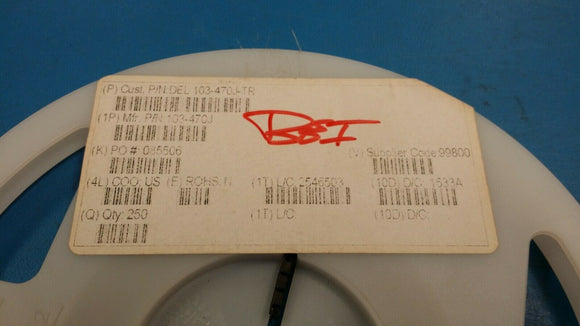 (P) Cust. P/N:DEL 103-470J-TR
(1P) Mfr. P/N:103-470J
(K) PO #: 085506
(V) Supplier Code:99800
(4L) COO: US (E) ROHS: N (1T) L/C: 2546503 (10D) D/C: 1533A
(Q) Qty: 250 (1T) L/C: (10D) D/C: